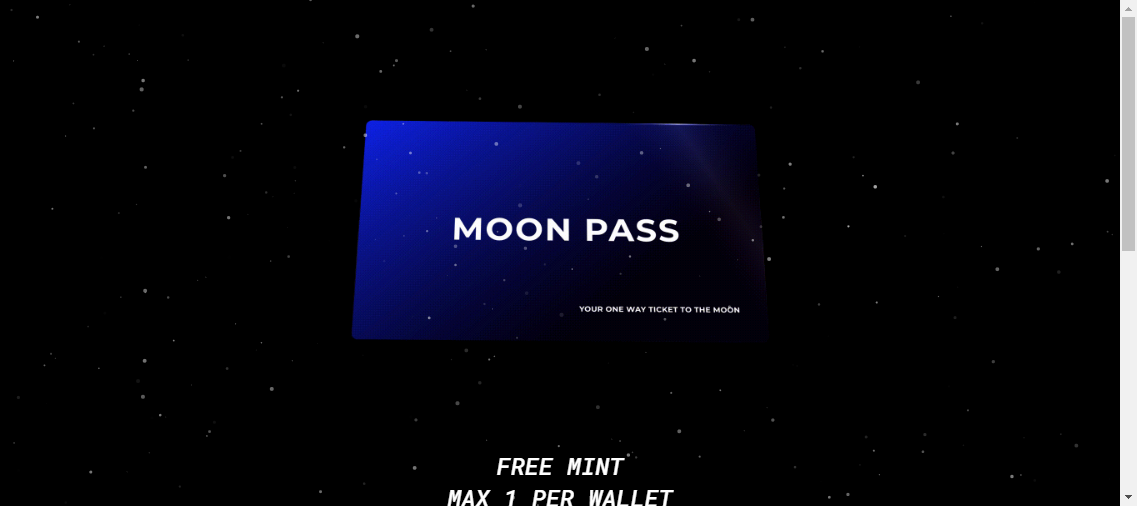 MOON PASS
YOUR ONE WAY TICKET TO THE MOON
FREE MINT
MAX 1 PER WALLET